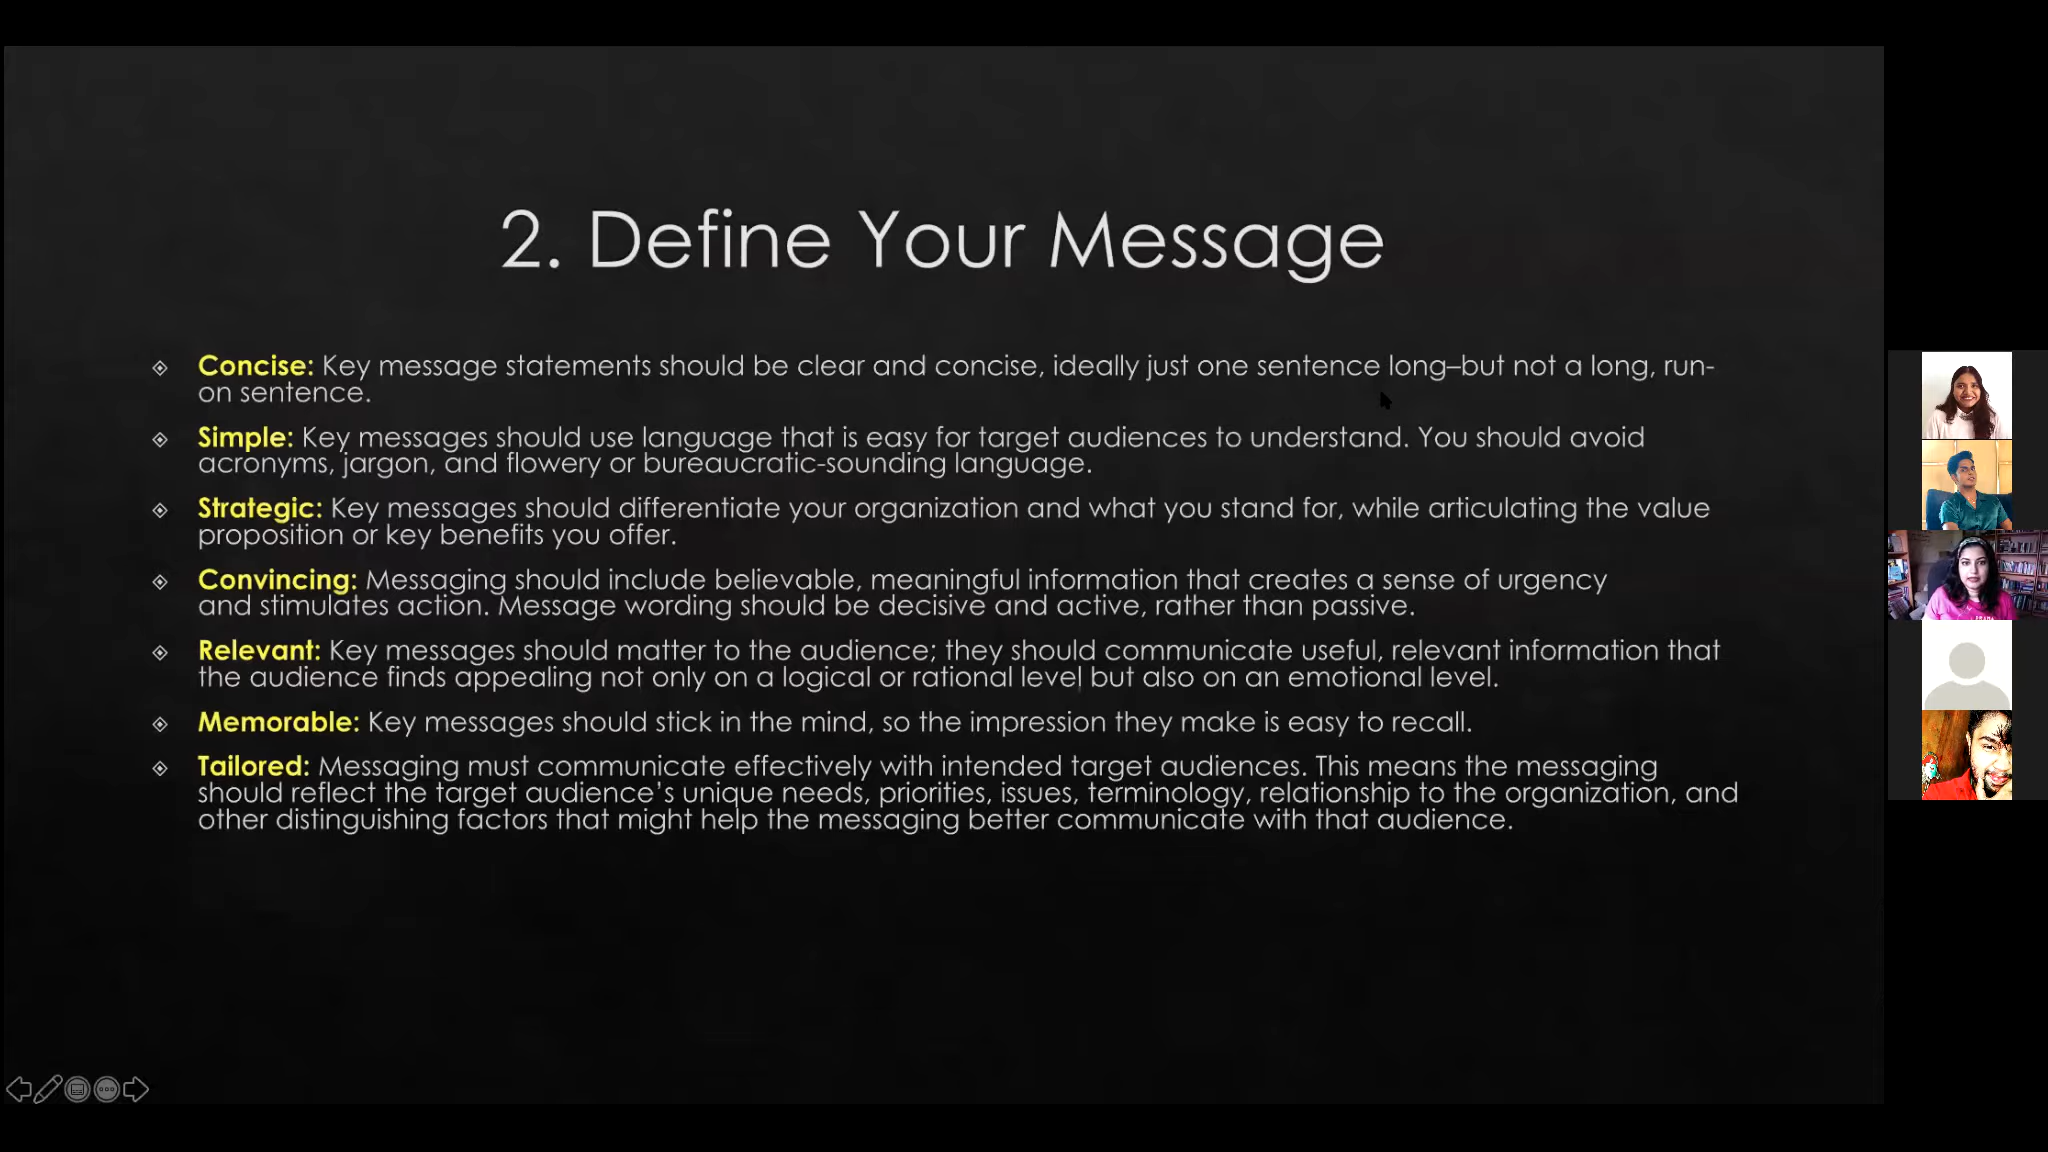 2. Define Your Message
Concise: Key message statements should be clear and concise, ideally just one sentence long–but not a long, run-
on sentence.
Simple: Key messages should use language that is easy for target audiences to understand. You should avoid
acronyms, jargon, and flowery or bureaucratic-sounding language.
Strategic: Key messages should differentiate your organization and what you stand for, while articulating the value
proposition or key benefits you offer.
Convincing: Messaging should include believable, meaningful information that creates a sense of urgency
and stimulates action. Message wording should be decisive and active, rather than passive.
Relevant: Key messages should matter to the audience; they should communicate useful, relevant information that
the audience finds appealing not only on a logical or rational level but also on an emotional level.
Memorable: Key messages should stick in the mind, so the impression they make is easy to recall.
Tailored: Messaging must communicate effectively with intended target audiences. This means the messaging
should reflect the target audience’s unique needs, priorities, issues, terminology, relationship to the organization, and
other distinguishing factors that might help the messaging better communicate with that audience.